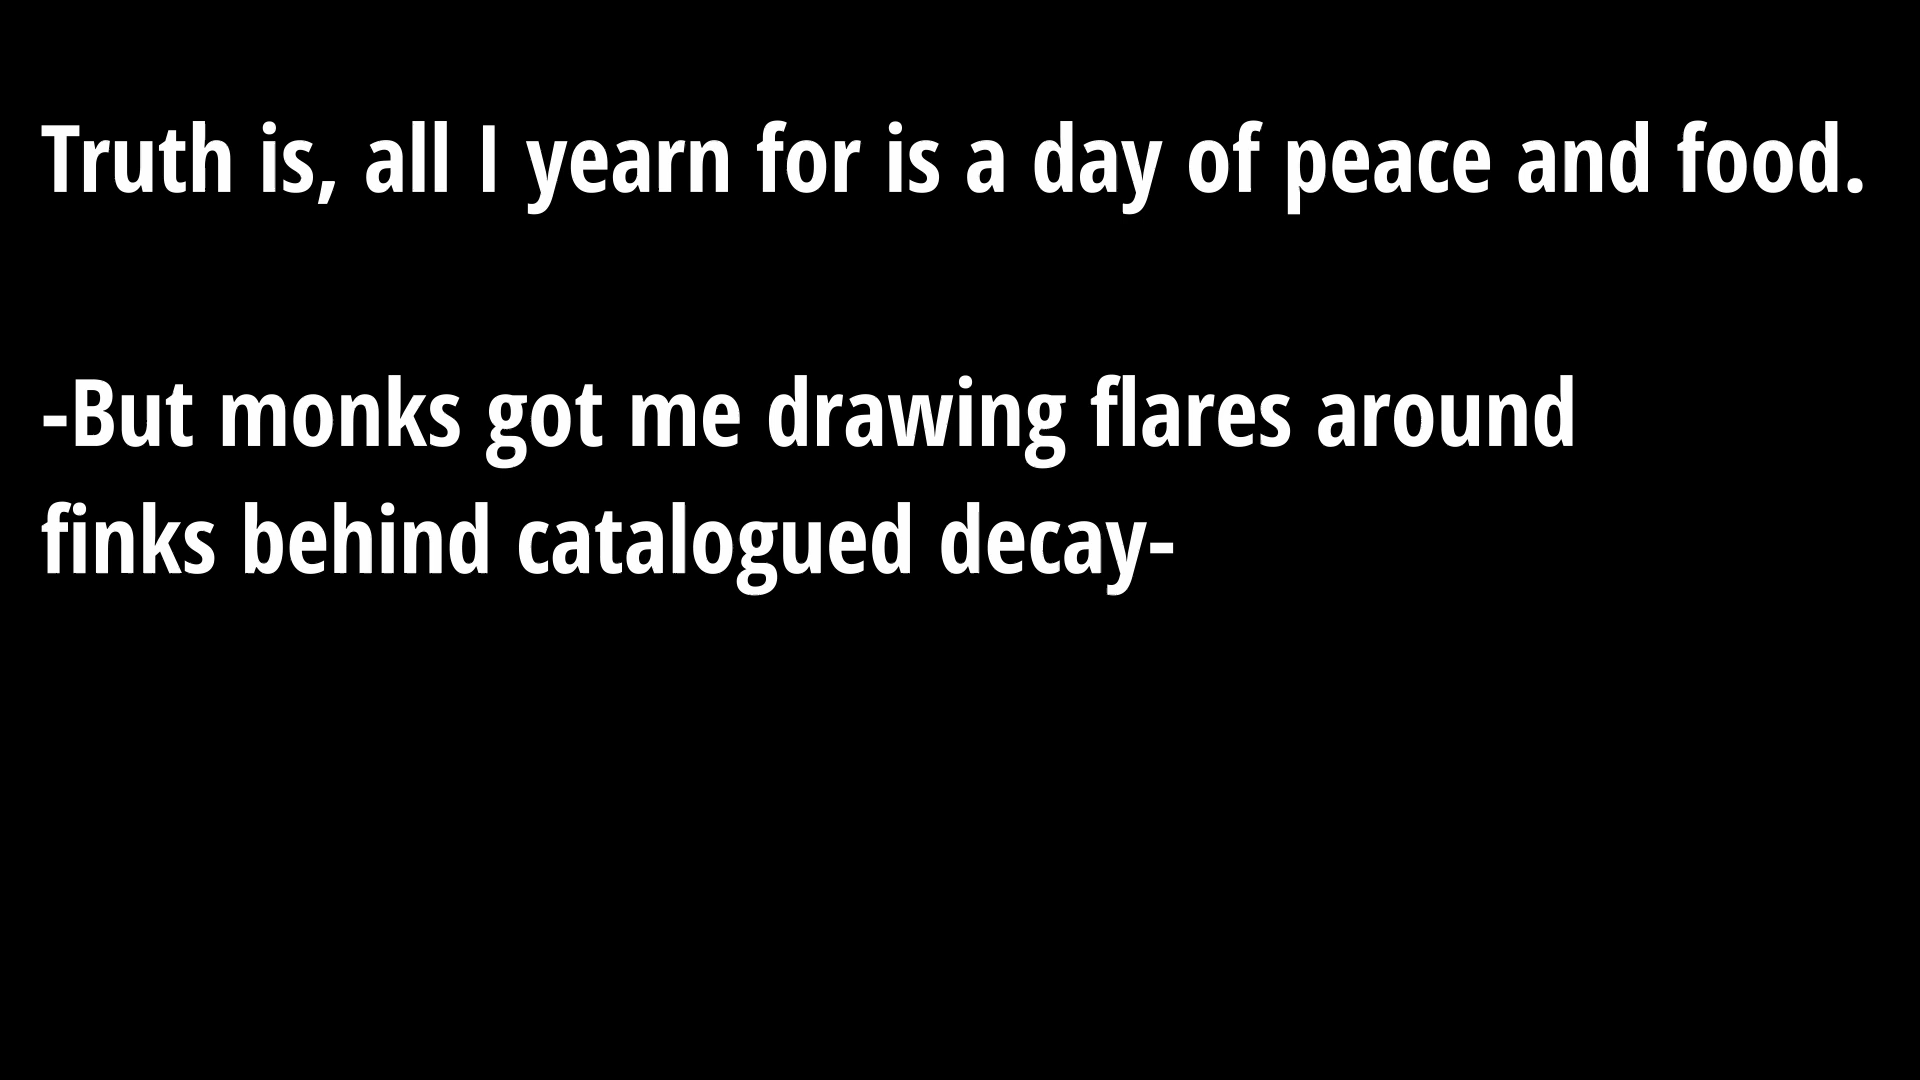 Truth is, all I yearn for is a day of peace and food.
-But monks got me drawing flares around
finks behind catalogued decay-